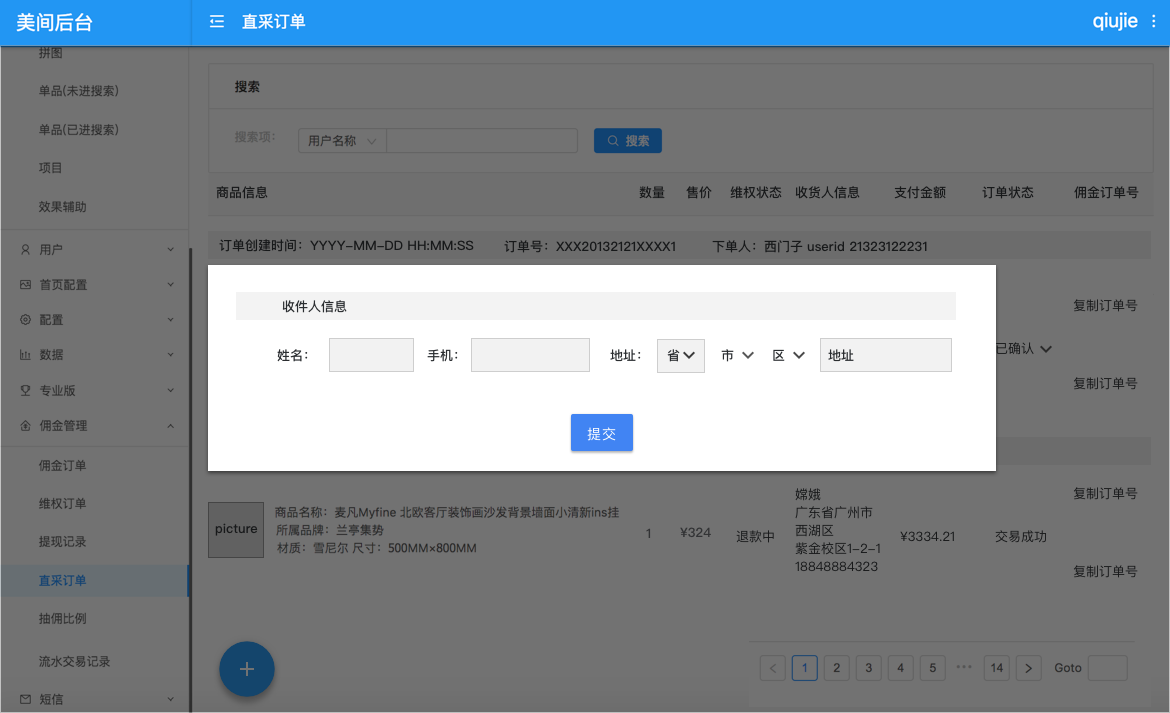 美间后台
直采订单
qiujie
拼图
单品(未进搜索)
单品(已进搜索)
项目
效果辅助
用户
首页配置
配置
数据
专业版
佣金管理
佣金订单
维权订单
提现记录
直采订单
抽佣比例
流水交易记录
短信
搜索
搜索项：
用户名称
搜索
商品信息 数量 售价 维权状态 收货人信息 支付金额 订单状态 佣金订单号
订单创建时间：YYYY-MM-DD HH:MM:SS 订单号：XXX20132121XXXX1 下单人：西门子 userid 21323122231
复制订单号
已确认
复制订单号
收件人信息
姓名： 手机： 地址： 省 市 区 地址
提交
picture
商品名称：麦凡Myfine 北欧客厅装饰画沙发背景墙面小清新ins挂
所属品牌：兰亭集势
材质：雪尼尔 尺寸：500MM×800MM
1
¥324
退款中
嫦娥
广东省广州市
西湖区
紫金校区1-2-1
18848884323
¥3334.21
交易成功
复制订单号
复制订单号
+
< 1 2 3 4 5 ••• 14 > Goto